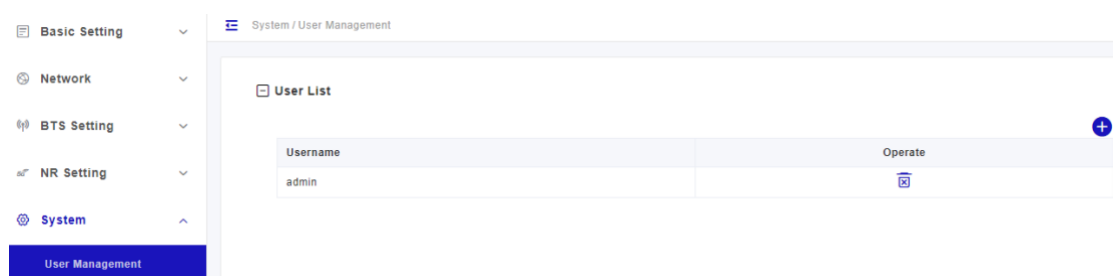 Basic Setting
Network
BTS Setting
NR Setting
System
User Management
System / User Management
User List
Username Operate
admin